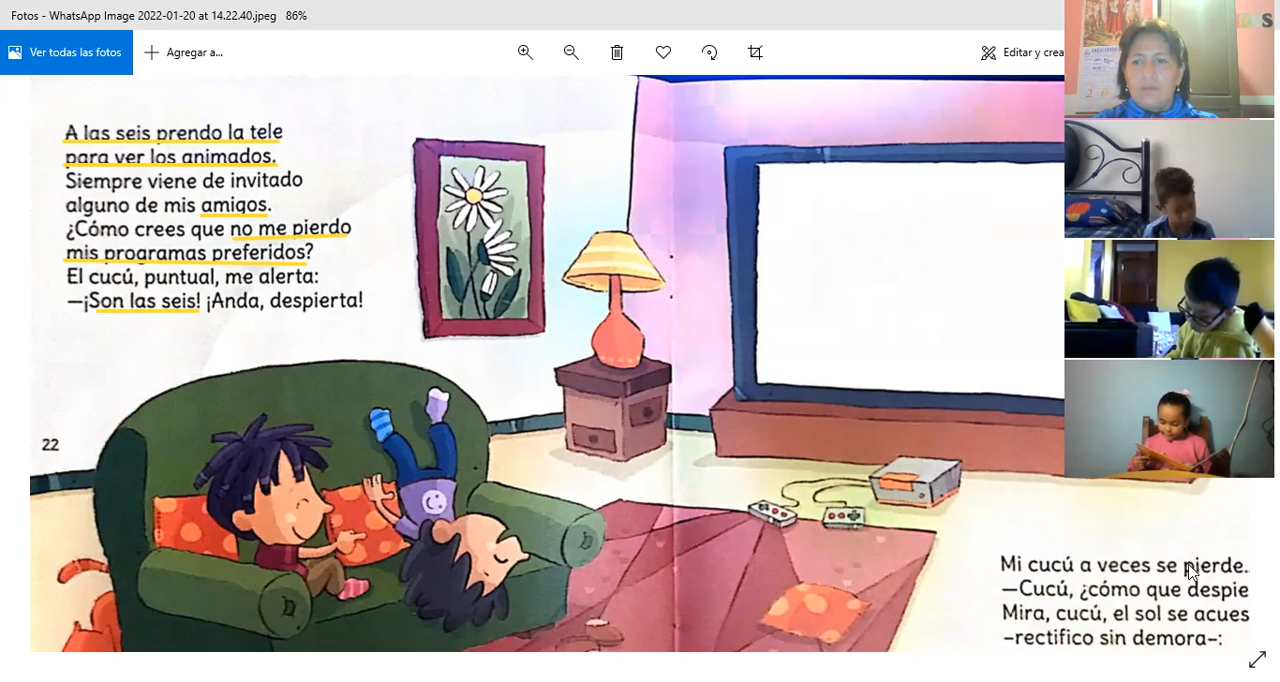 Fotos - WhatsApp Image 2022-01-20 at 14.22.40.jpeg 86%
Ver todas las fotos
Agregar a...
Editar y crea
A las seis prendo la tele
para ver los animados.
Siempre viene de invitado
alguno de mis amigos.
¿Cómo crees que no me pierdo
mis programas preferidos?
El cucú, puntual, me alerta:
—¡Son las seis! ¡Anda, despierta!
22
Mi cucú a veces se pierde.
—Cucú, ¿cómo que despie
Mira, cucú, el sol se acues
–rectifico sin demora–: